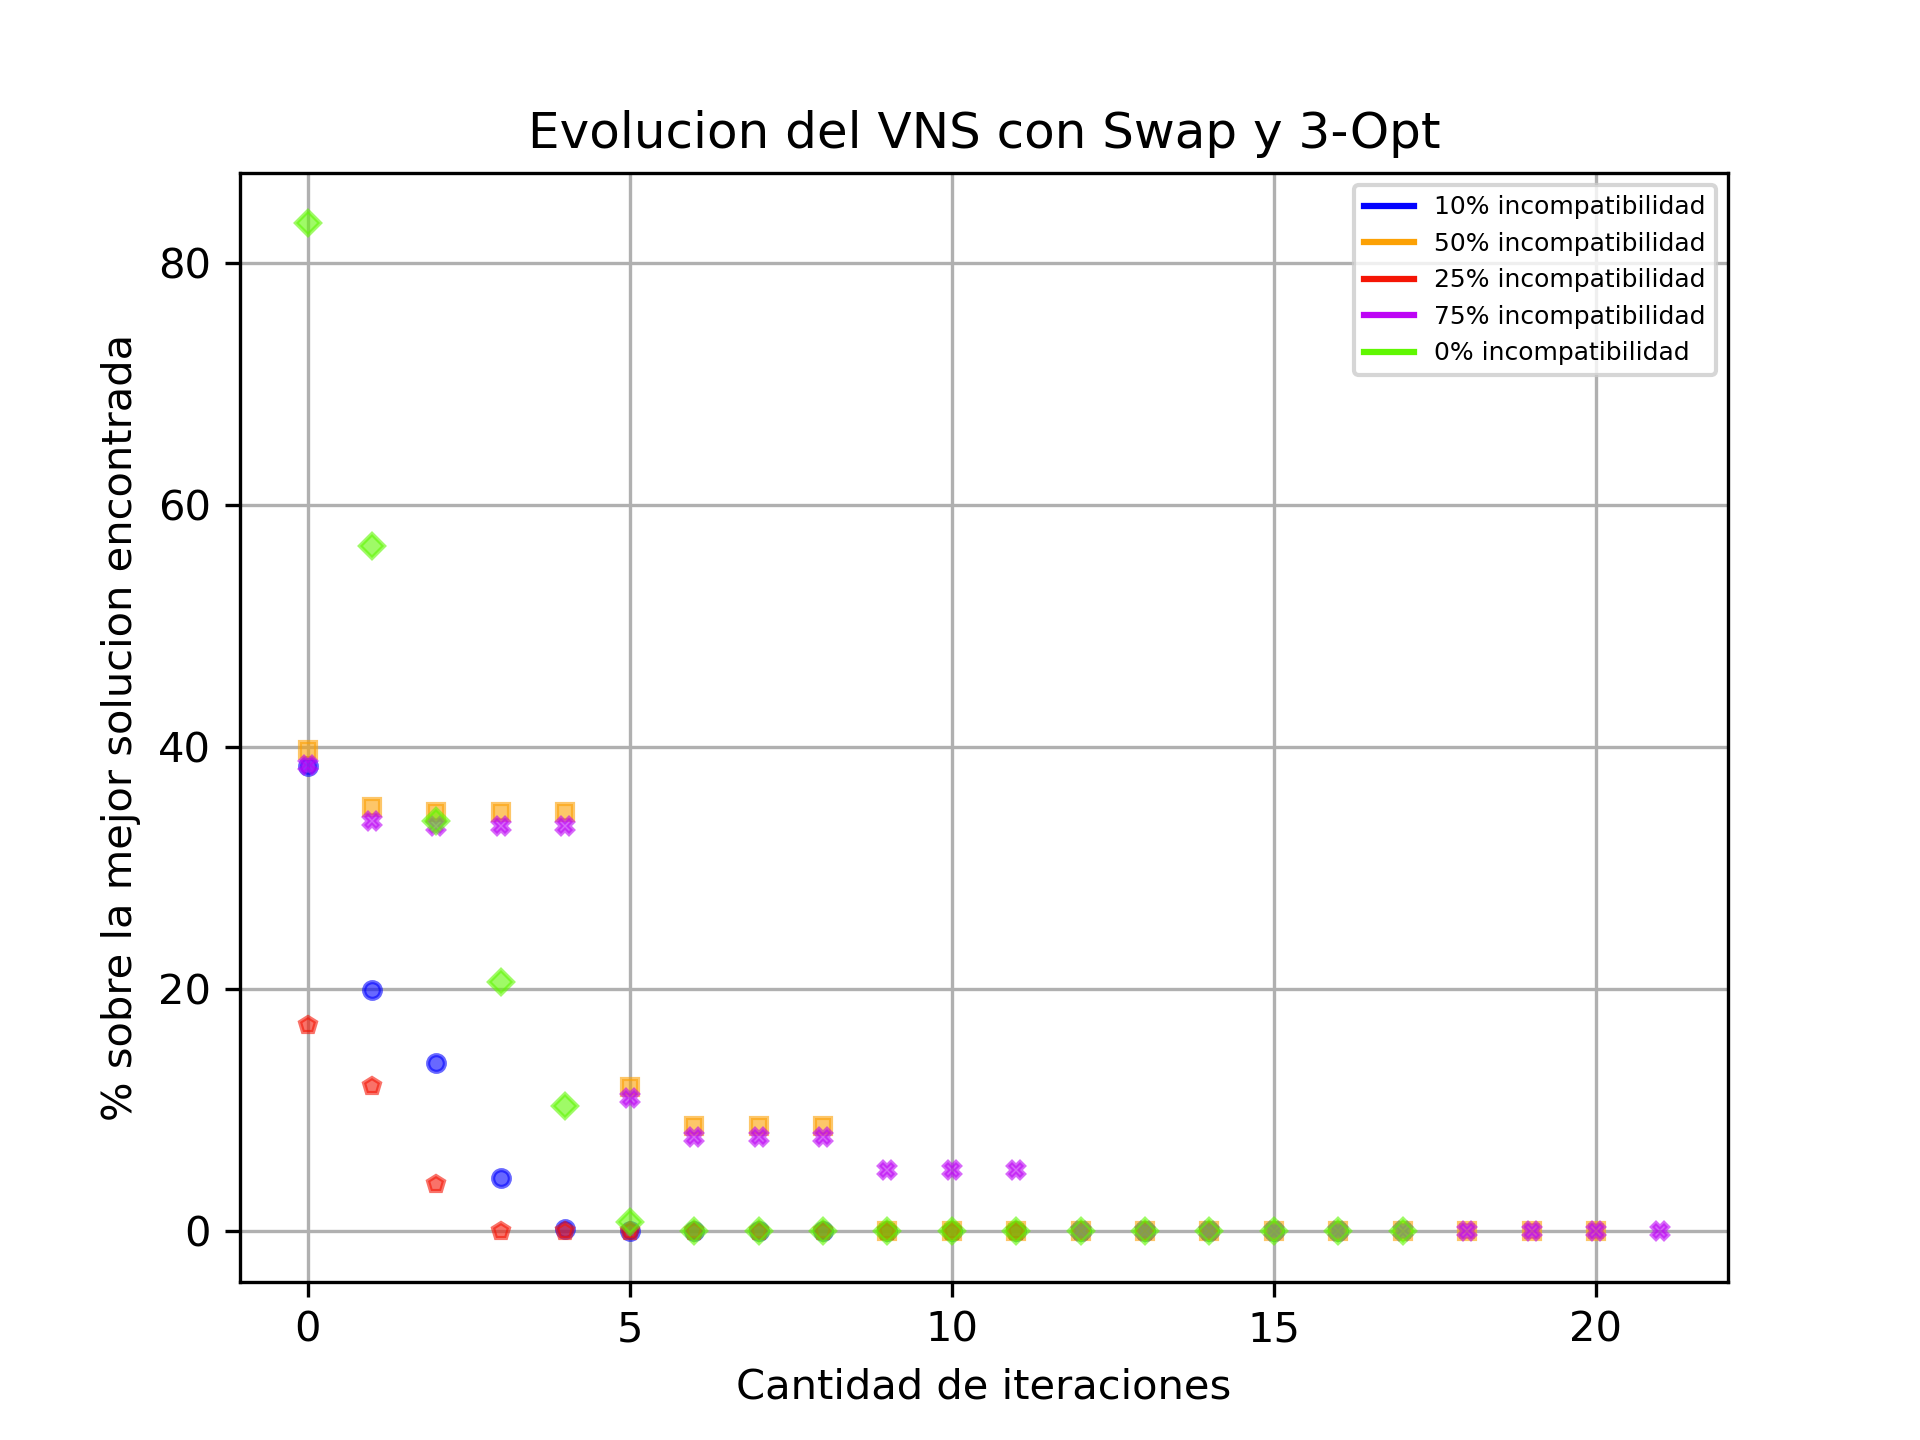 Evolucion del VNS con Swap y 3-Opt
10% incompatibilidad
50% incompatibilidad
25% incompatibilidad
75% incompatibilidad
0% incompatibilidad
% sobre la mejor solucion encontrada
80
60
40
20
0
0 5 10 15 20
Cantidad de iteraciones